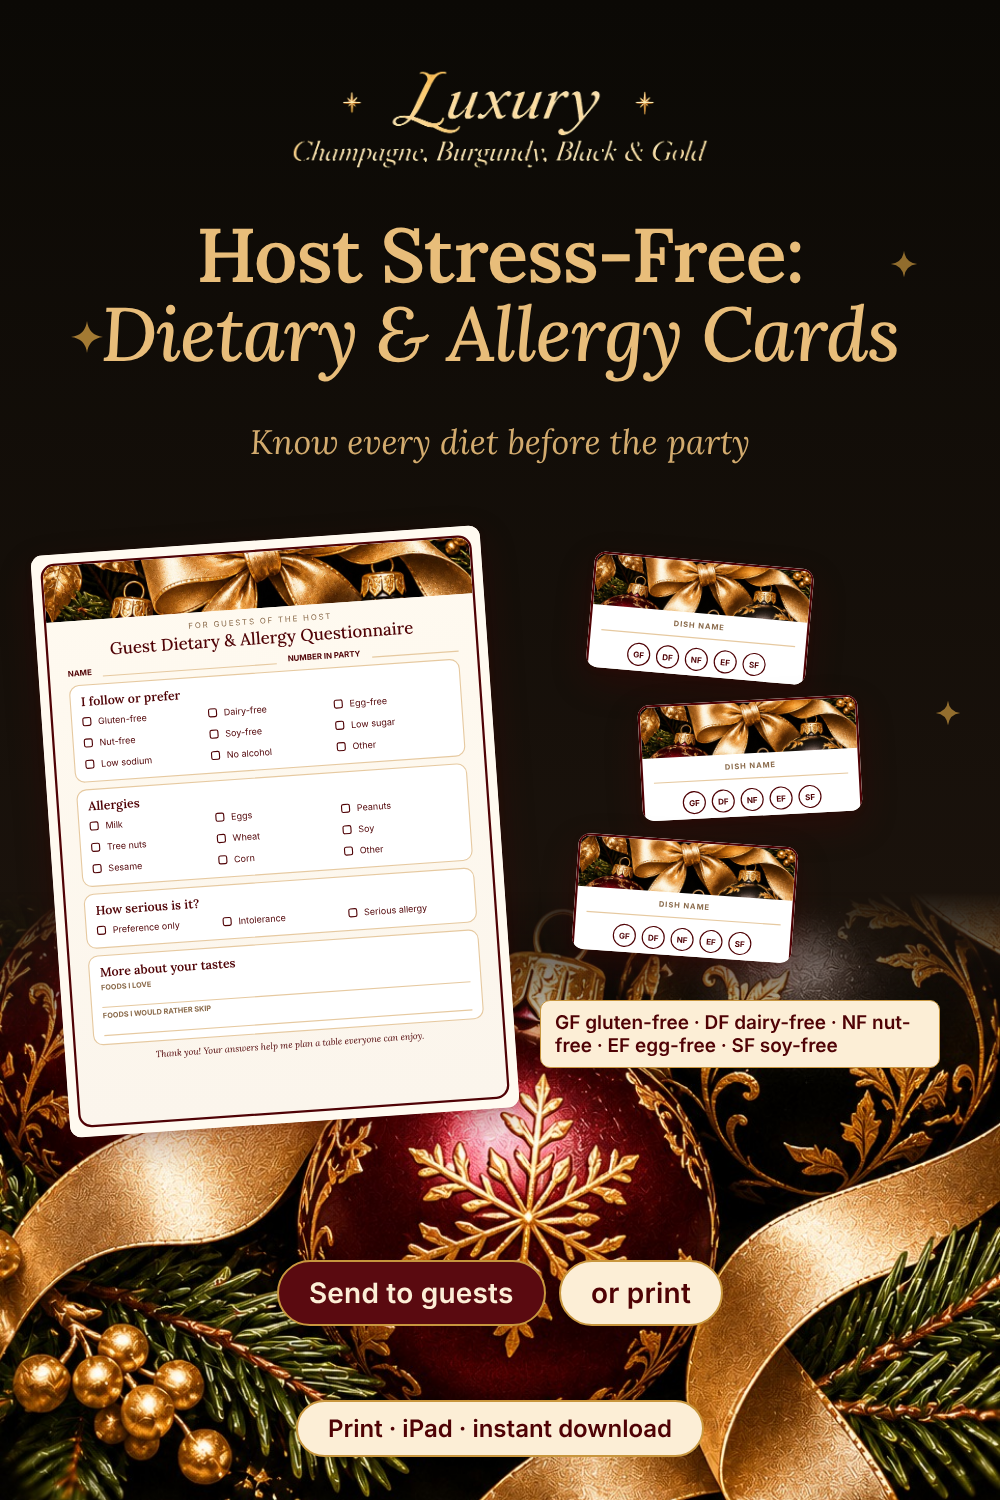 Luxury
Champagne, Burgundy, Black & Gold
Host Stress-Free:
Dietary & Allergy Cards
Know every diet before the party
FOR GUESTS OF THE HOST
Guest Dietary & Allergy Questionnaire
NAME NUMBER IN PARTY
I follow or prefer
Gluten-free Dairy-free Egg-free
Nut-free Soy-free Low sugar
Low sodium No alcohol Other
Allergies
Milk Eggs Peanuts
Tree nuts Wheat Soy
Sesame Corn Other
How serious is it?
Preference only Intolerance Serious allergy
More about your tastes
FOODS I LOVE
FOODS I WOULD RATHER SKIP
Thank you! Your answers help me plan a table everyone can enjoy.
DISH NAME
GF DF NF EF SF
DISH NAME
GF DF NF EF SF
DISH NAME
GF DF NF EF SF
GF gluten-free · DF dairy-free · NF nut-
free · EF egg-free · SF soy-free
Send to guests or print
Print · iPad · instant download